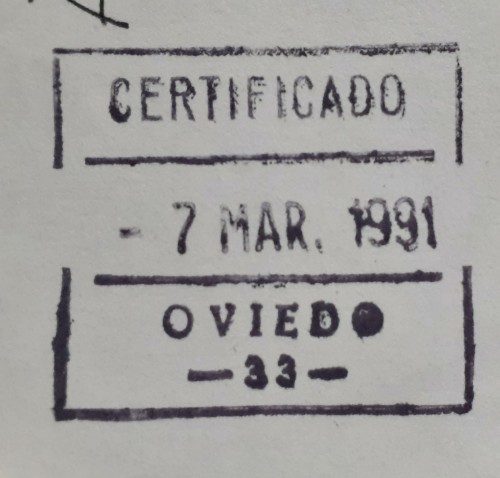 CERTIFICADO
- 7 MAR. 1991
OVIEDO
—33—